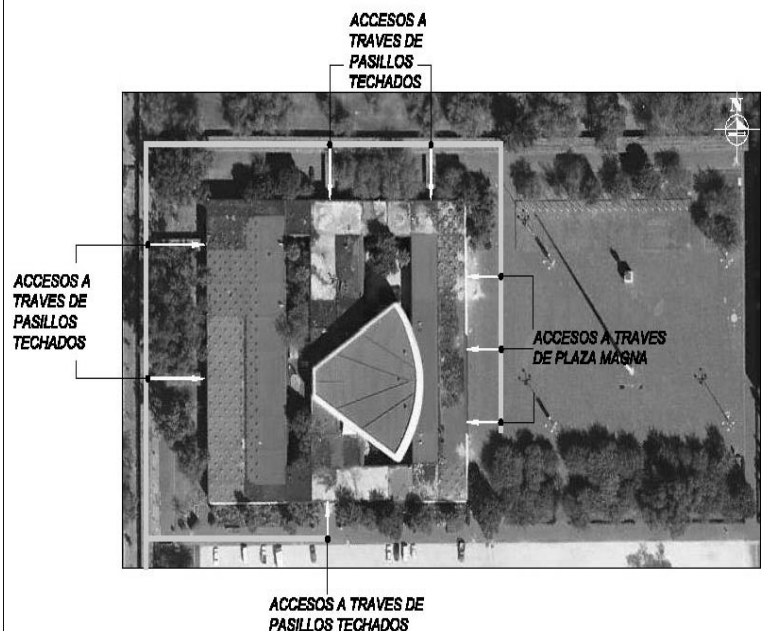 ACCESOS A
TRAVES DE
PASILLOS
TECHADOS
N
ACCESOS A
TRAVES DE
PASILLOS
TECHADOS
ACCESOS A TRAVES
DE PLAZA MAGNA
ACCESOS A TRAVES DE
PASILLOS TECHADOS